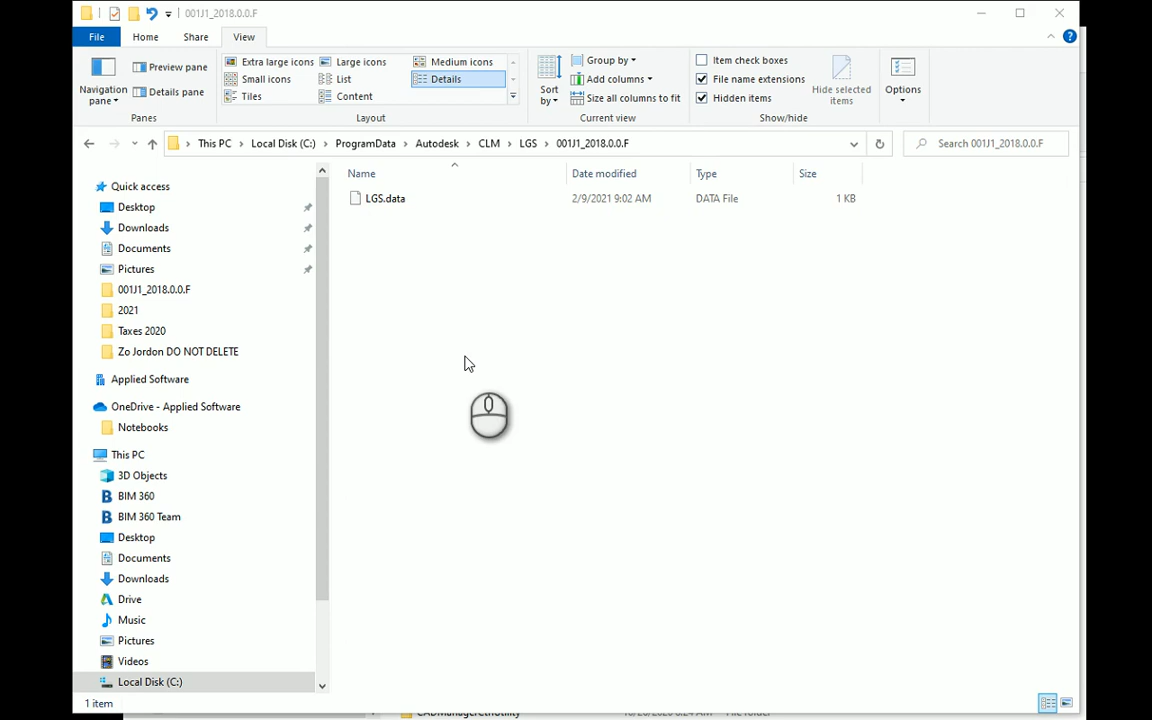 001J1_2018.0.0.F
File Home Share View
Navigation pane
Preview pane
Details pane
Panes
Extra large icons Large icons Medium icons
Small icons List Details
Tiles Content
Layout
Sort by
Group by
Add columns
Size all columns to fit
Current view
Item check boxes
File name extensions
Hidden items
Hide selected items
Show/hide
Options
This PC Local Disk (C:) ProgramData Autodesk CLM LGS 001J1_2018.0.0.F
Search 001J1_2018.0.0.F
Name Date modified Type Size
LGS.data 2/9/2021 9:02 AM DATA File 1 KB
Quick access
Desktop
Downloads
Documents
Pictures
001J1_2018.0.0.F
2021
Taxes 2020
Zo Jordon DO NOT DELETE
Applied Software
OneDrive - Applied Software
Notebooks
This PC
3D Objects
BIM 360
BIM 360 Team
Desktop
Documents
Downloads
Drive
Music
Pictures
Videos
Local Disk (C:)
1 item